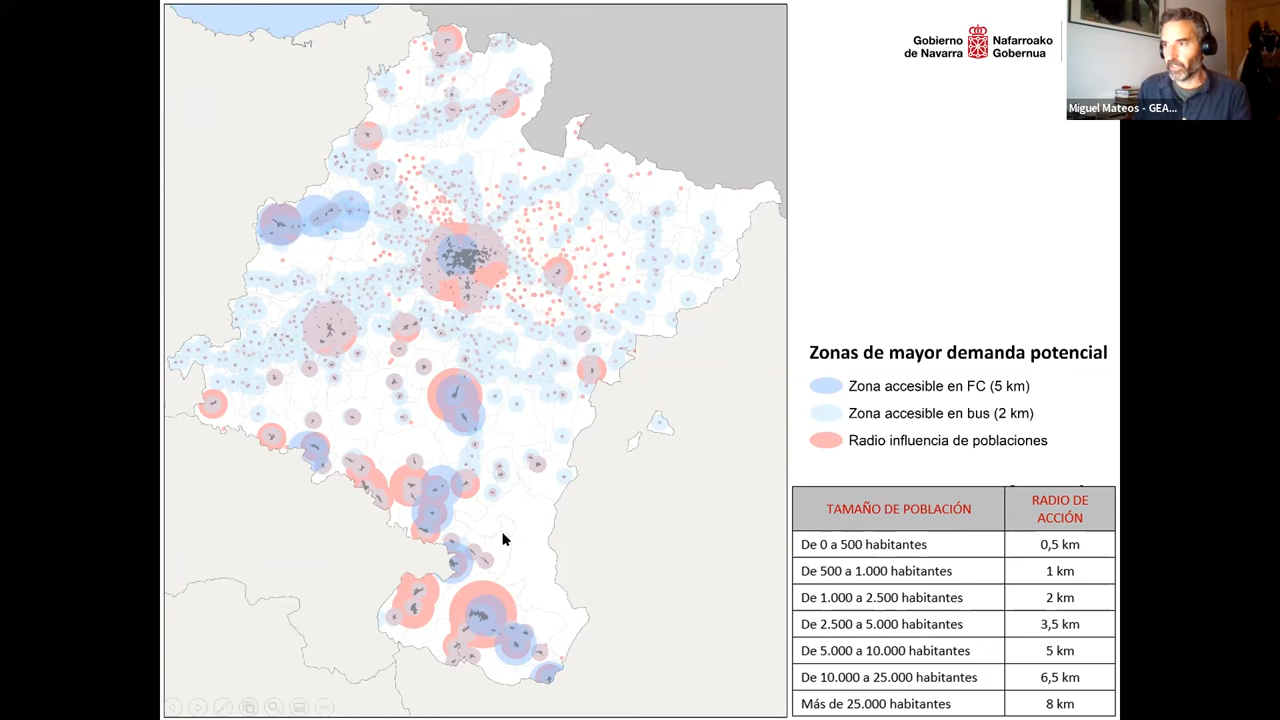 Gobierno
de Navarra
Nafarroako
Gobernua
Miguel Mateos - GEA...
Zonas de mayor demanda potencial
Zona accesible en FC (5 km)
Zona accesible en bus (2 km)
Radio influencia de poblaciones
TAMAÑO DE POBLACIÓN RADIO DE
ACCIÓN
De 0 a 500 habitantes 0,5 km
De 500 a 1.000 habitantes 1 km
De 1.000 a 2.500 habitantes 2 km
De 2.500 a 5.000 habitantes 3,5 km
De 5.000 a 10.000 habitantes 5 km
De 10.000 a 25.000 habitantes 6,5 km
Más de 25.000 habitantes 8 km